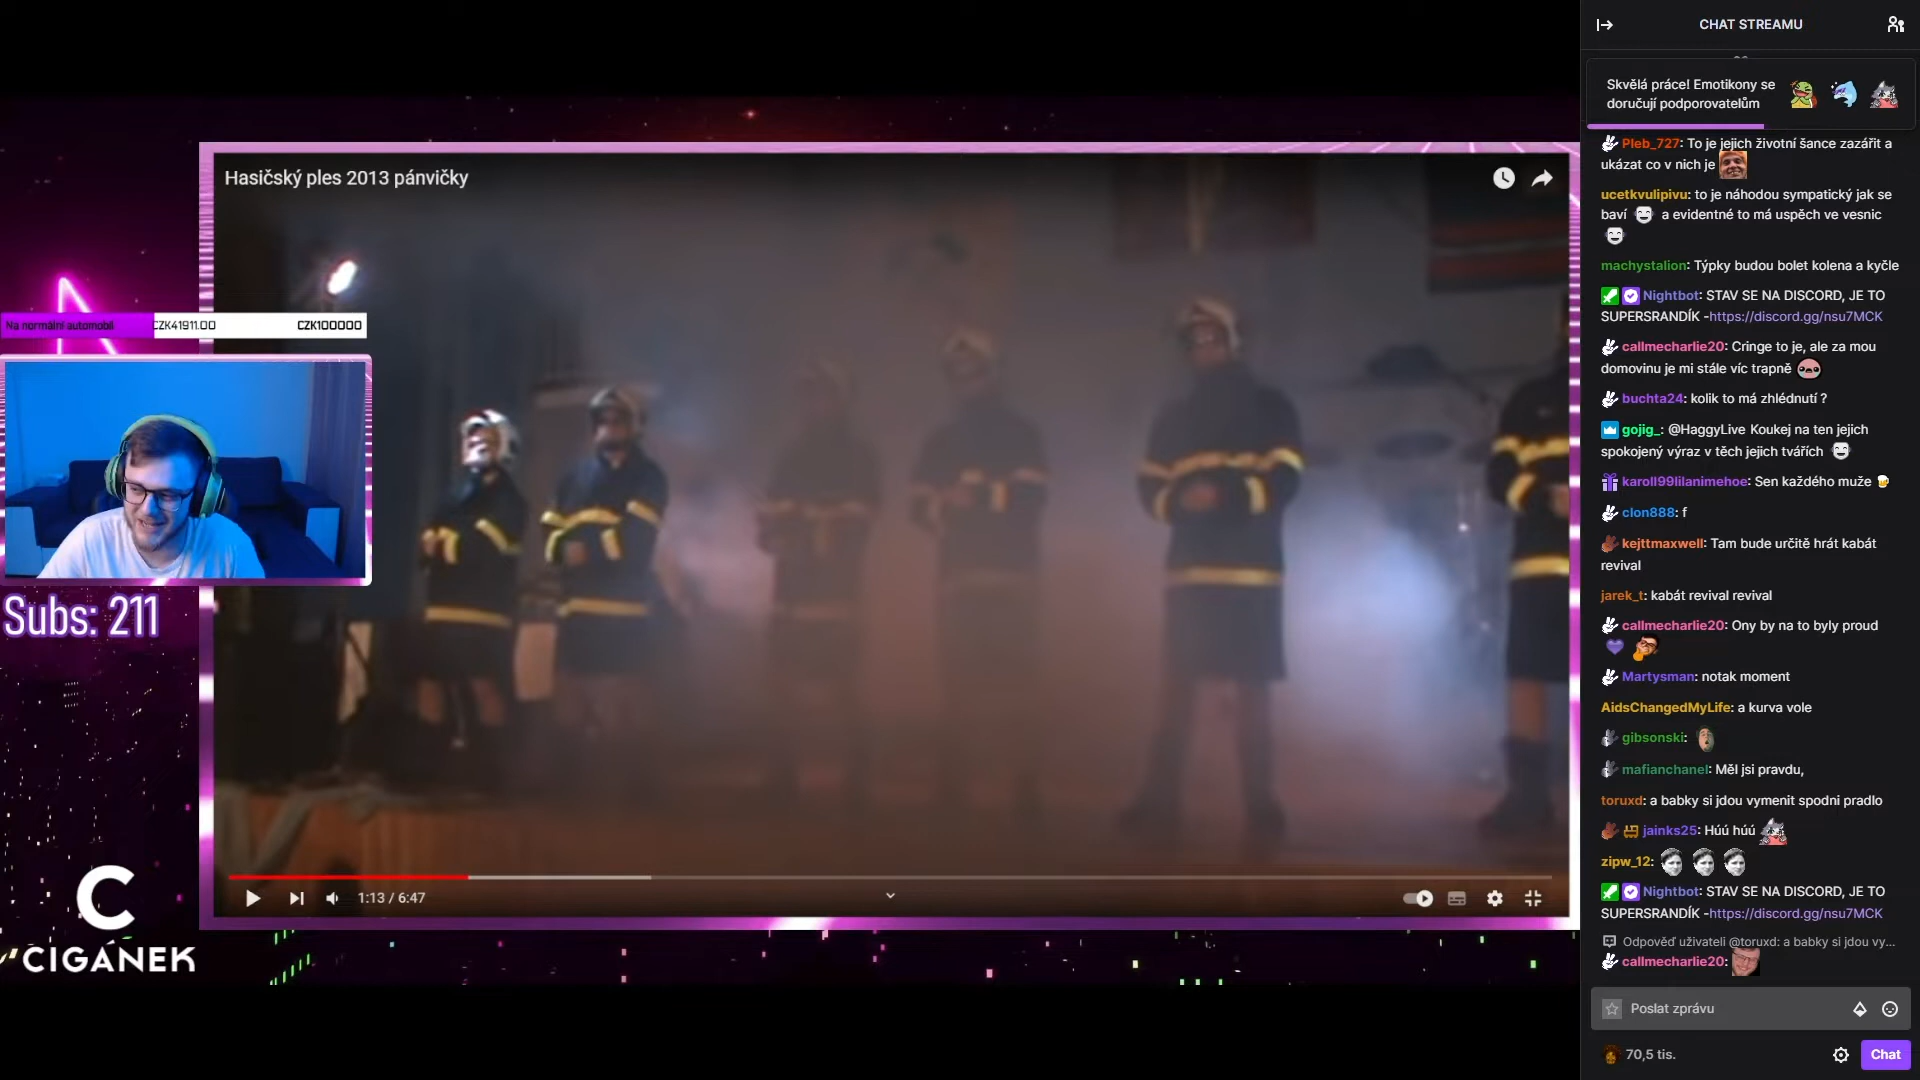 Hasičský ples 2013 pánvičky
Na normální automobil
CZK41911.00
CZK100000
Subs: 211
ČIGÁNEK
1:13 / 6:47
CHAT STREAMU
Skvělá práce! Emotikony se
doručují podporovatelům
Pleb_727: To je jejich životní šance zazářit a
ukázat co v nich je
ucetkvulipivu: to je náhodou sympatický jak se
baví a evidentné to má uspěch ve vesnic
machystalion: Týpky budou bolet kolena a kyčle
Nightbot: STAV SE NA DISCORD, JE TO
SUPERSRANDÍK -https://discord.gg/nsu7MCK
callmecharlie20: Cringe to je, ale za mou
domovinu je mi stále víc trapně
buchta24: kolik to má zhlédnutí ?
gojig_: @HaggyLive Koukej na ten jejich
spokojený výraz v těch jejich tvářích
karoll99lilanimehoe: Sen každého muže
clon888: f
kejttmaxwell: Tam bude určitě hrát kabát
revival
jarek_t: kabát revival revival
callmecharlie20: Ony by na to byly proud
Martysman: notak moment
AidsChangedMyLife: a kurva vole
gibsonski:
mafianchanel: Měl jsi pravdu,
toruxd: a babky si jdou vymenit spodni pradlo
jainks25: Húú húú
zipw_12:
Nightbot: STAV SE NA DISCORD, JE TO
SUPERSRANDÍK -https://discord.gg/nsu7MCK
Odpověď uživateli @toruxd: a babky si jdou vy...
callmecharlie20:
Poslat zprávu
70,5 tis.
Chat